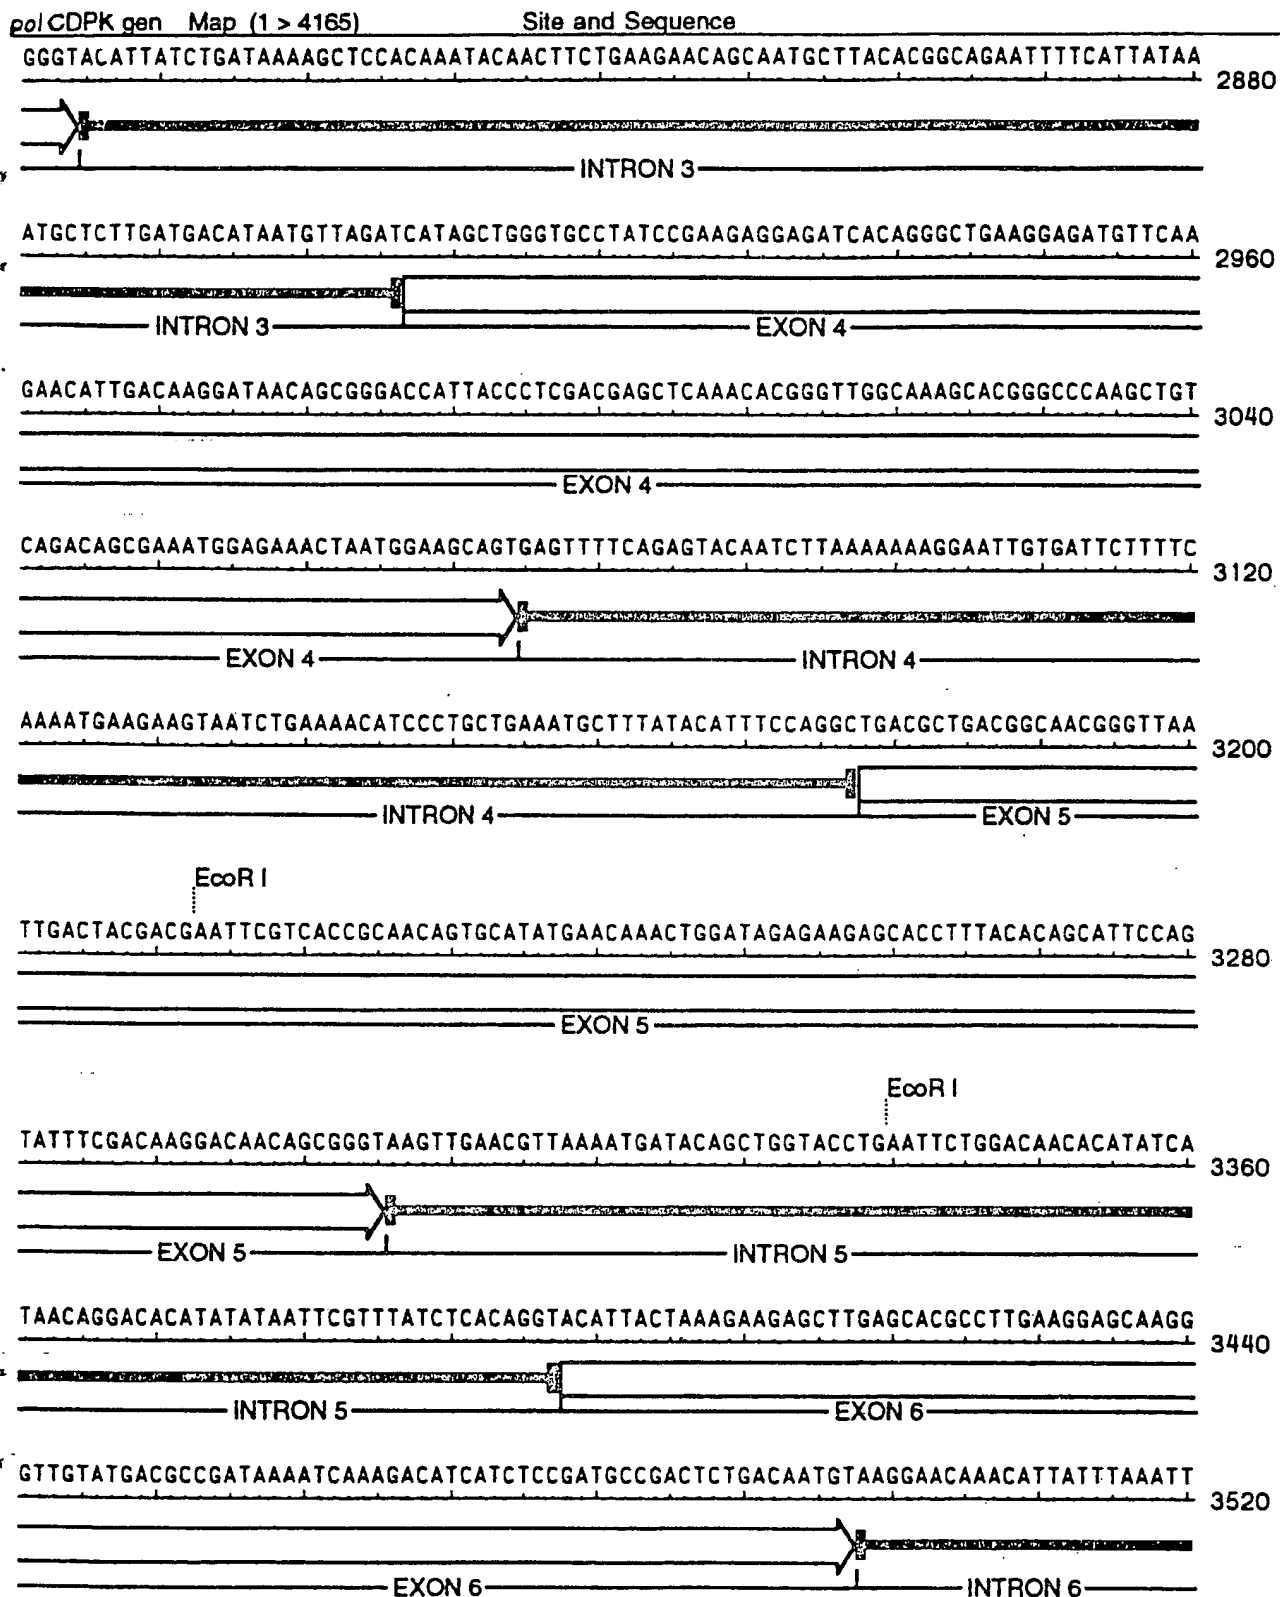 pol CDPK gen Map (1 > 4165) Site and Sequence
GGGTACATTATCTGATAAAAGCTCCACAAATACAACTTCTGAAGAACAGCAATGCTTACACGGCAGAATTTTCATTATAA
2880
INTRON 3
ATGCTCTTGATGACATAATGTTAGATCATAGCTGGGTGCCTATCCGAAGAGGAGATCACAGGGCTGAAGGAGATGTTCAA
2960
INTRON 3 EXON 4
GAACATTGACAAGGATAACAGCGGGACCATTACCCTCGACGAGCTCAAACACGGGTTGGCAAAGCACGGGCCCAAGCTGT
3040
EXON 4
CAGACAGCGAAATGGAGAAACTAATGGAAGCAGTGAGTTTTCAGAGTACAATCTTAAAAAAAGGAATTGTGATTCTTTTC
3120
EXON 4 INTRON 4
AAAATGAAGAAGTAATCTGAAAACATCCCTGCTGAAATGCTTTATACATTTCCAGGCTGACGCTGACGGCAACGGGTTAA
3200
INTRON 4 EXON 5
EcoR I
TTGACTACGACGAATTCGTCACCGCAACAGTGCATATGAACAAACTGGATAGAGAAGAGCACCTTTACACAGCATTCCAG
3280
EXON 5
EcoR I
TATTTCGACAAGGACAACAGCGGGTAAGTTGAACGTTAAAATGATACAGCTGGTACCTGAATTCTGGACAACACATATCA
3360
EXON 5 INTRON 5
TAACAGGACACATATATAATTCGTTTATCTCACAGGTACATTACTAAAGAAGAGCTTGAGCACGCCTTGAAGGAGCAAGG
3440
INTRON 5 EXON 6
GTTGTATGACGCCGATAAAATCAAAGACATCATCTCCGATGCCGACTCTGACAATGTAAGGAACAAACATTATTTAAATT
3520
EXON 6 INTRON 6